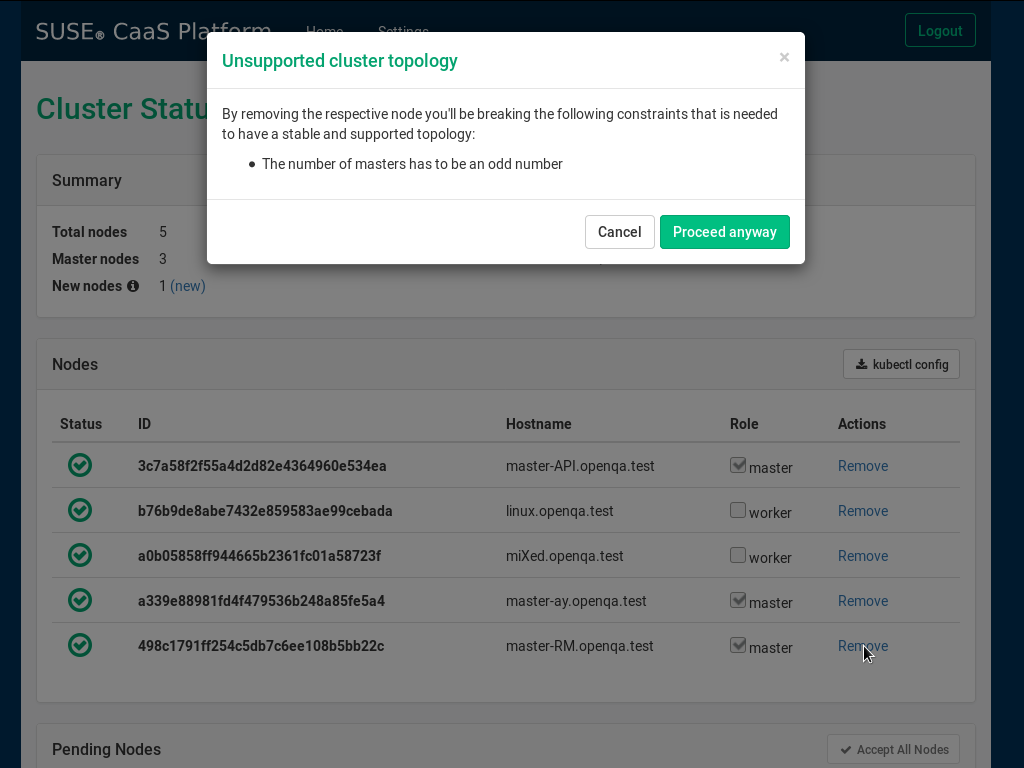 SUSE® CaaS Platform Home Settings Logout
Unsupported cluster topology ×
By removing the respective node you'll be breaking the following constraints that is needed
to have a stable and supported topology:
• The number of masters has to be an odd number
Cancel Proceed anyway
Cluster Statu
Summary
Total nodes 5
Master nodes 3
New nodes 1 (new)
Nodes kubectl config
Status ID Hostname Role Actions
3c7a58f2f55a4d2d82e4364960e534ea master-API.openqa.test master Remove
b76b9de8abe7432e859583ae99cebada linux.openqa.test worker Remove
a0b05858ff944665b2361fc01a58723f miXed.openqa.test worker Remove
a339e88981fd4f479536b248a85fe5a4 master-ay.openqa.test master Remove
498c1791ff254c5db7c6ee108b5bb22c master-RM.openqa.test master Remove
Pending Nodes Accept All Nodes